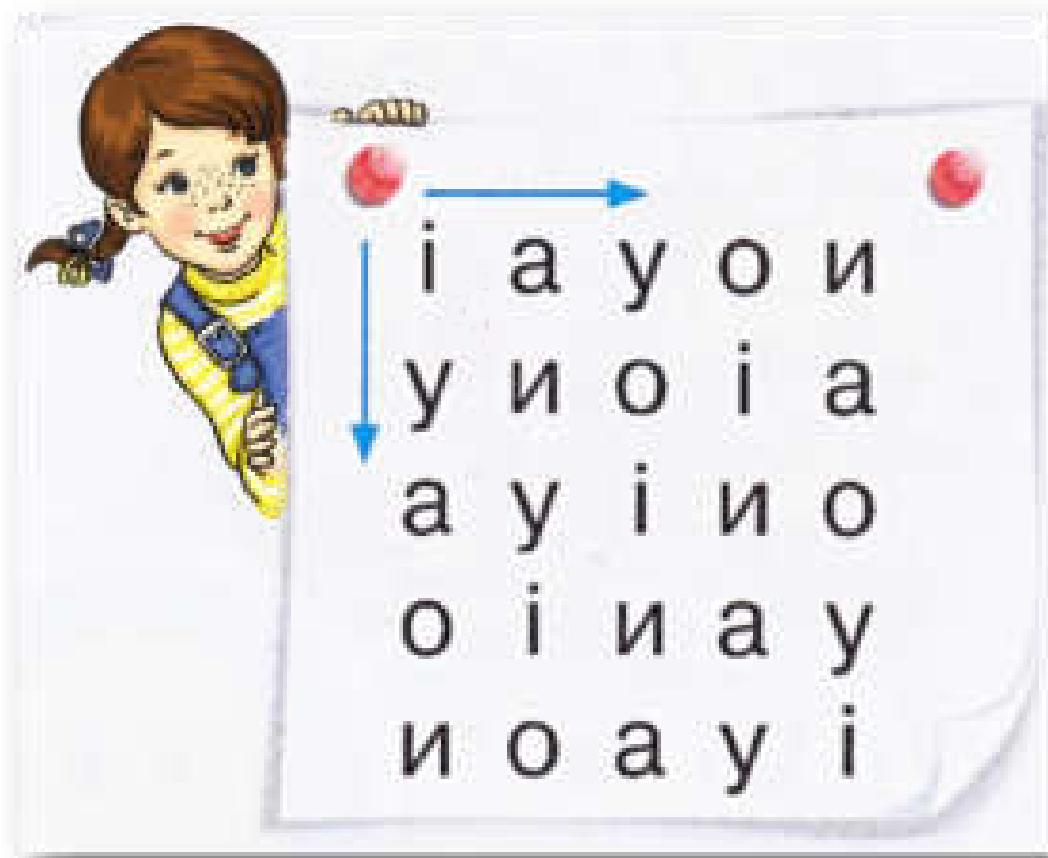 і а у о и
у и о і а
а у і и о
о і и а у
и о а у і